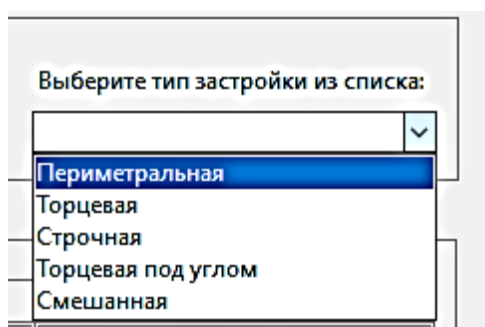 Выберите тип застройки из списка:
Периметральная
Торцевая
Строчная
Торцевая под углом
Смешанная